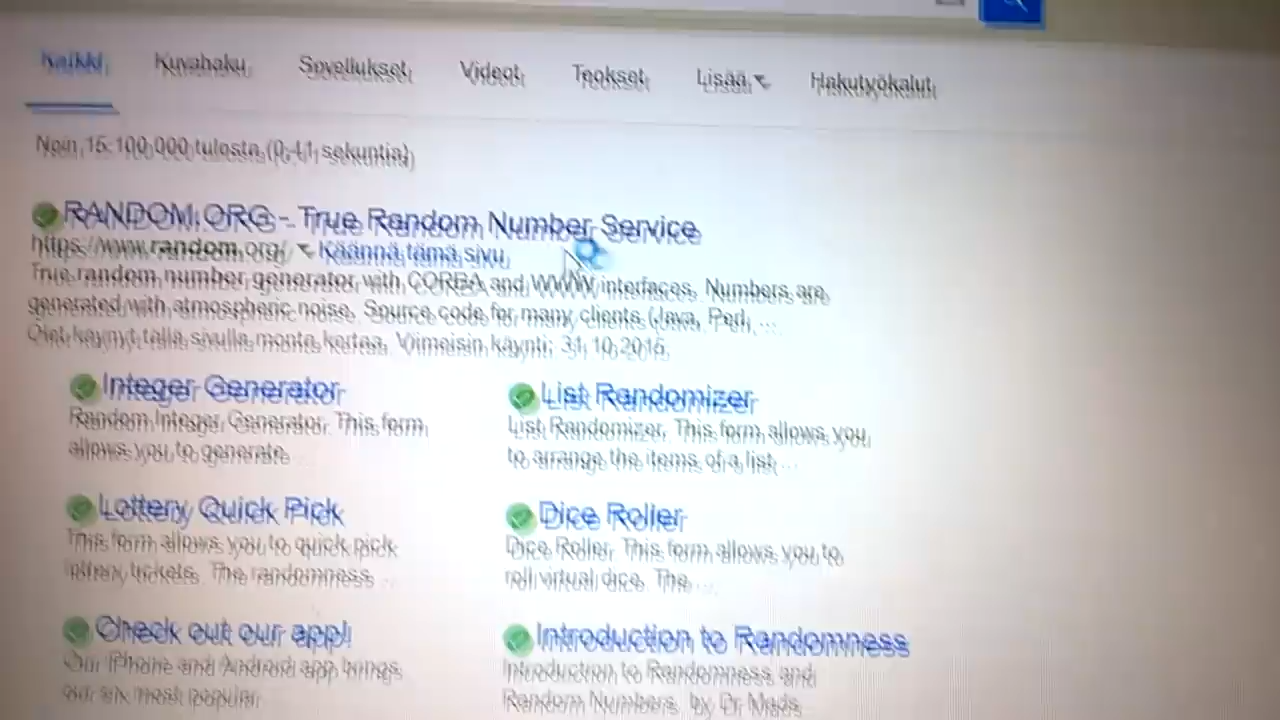 Kaikki Kuvahaku Sovellukset Videot Teokset Lisää Hakutyökalut
Noin 15 100 000 tulosta (0,41 sekuntia)
RANDOM.ORG - True Random Number Service
https://www.random.org/ Käännä tämä sivu
True random number generator with CORBA and WWW interfaces. Numbers are
generated with atmospheric noise. Source code for many clients (Java, Perl, ...
Olet käynyt tällä sivulla monta kertaa. Viimeisin käynti: 31.10.2015
Integer Generator
Random Integer Generator. This form
allows you to generate ...
List Randomizer
List Randomizer. This form allows you
to arrange the items of a list ...
Lottery Quick Pick
This form allows you to quick pick
lottery tickets. The randomness ...
Dice Roller
Dice Roller. This form allows you to
roll virtual dice. The ...
Check out our app!
Our iPhone and Android app brings
our six most popular
Introduction to Randomness
Introduction to Randomness and
Random Numbers, by Dr Mads